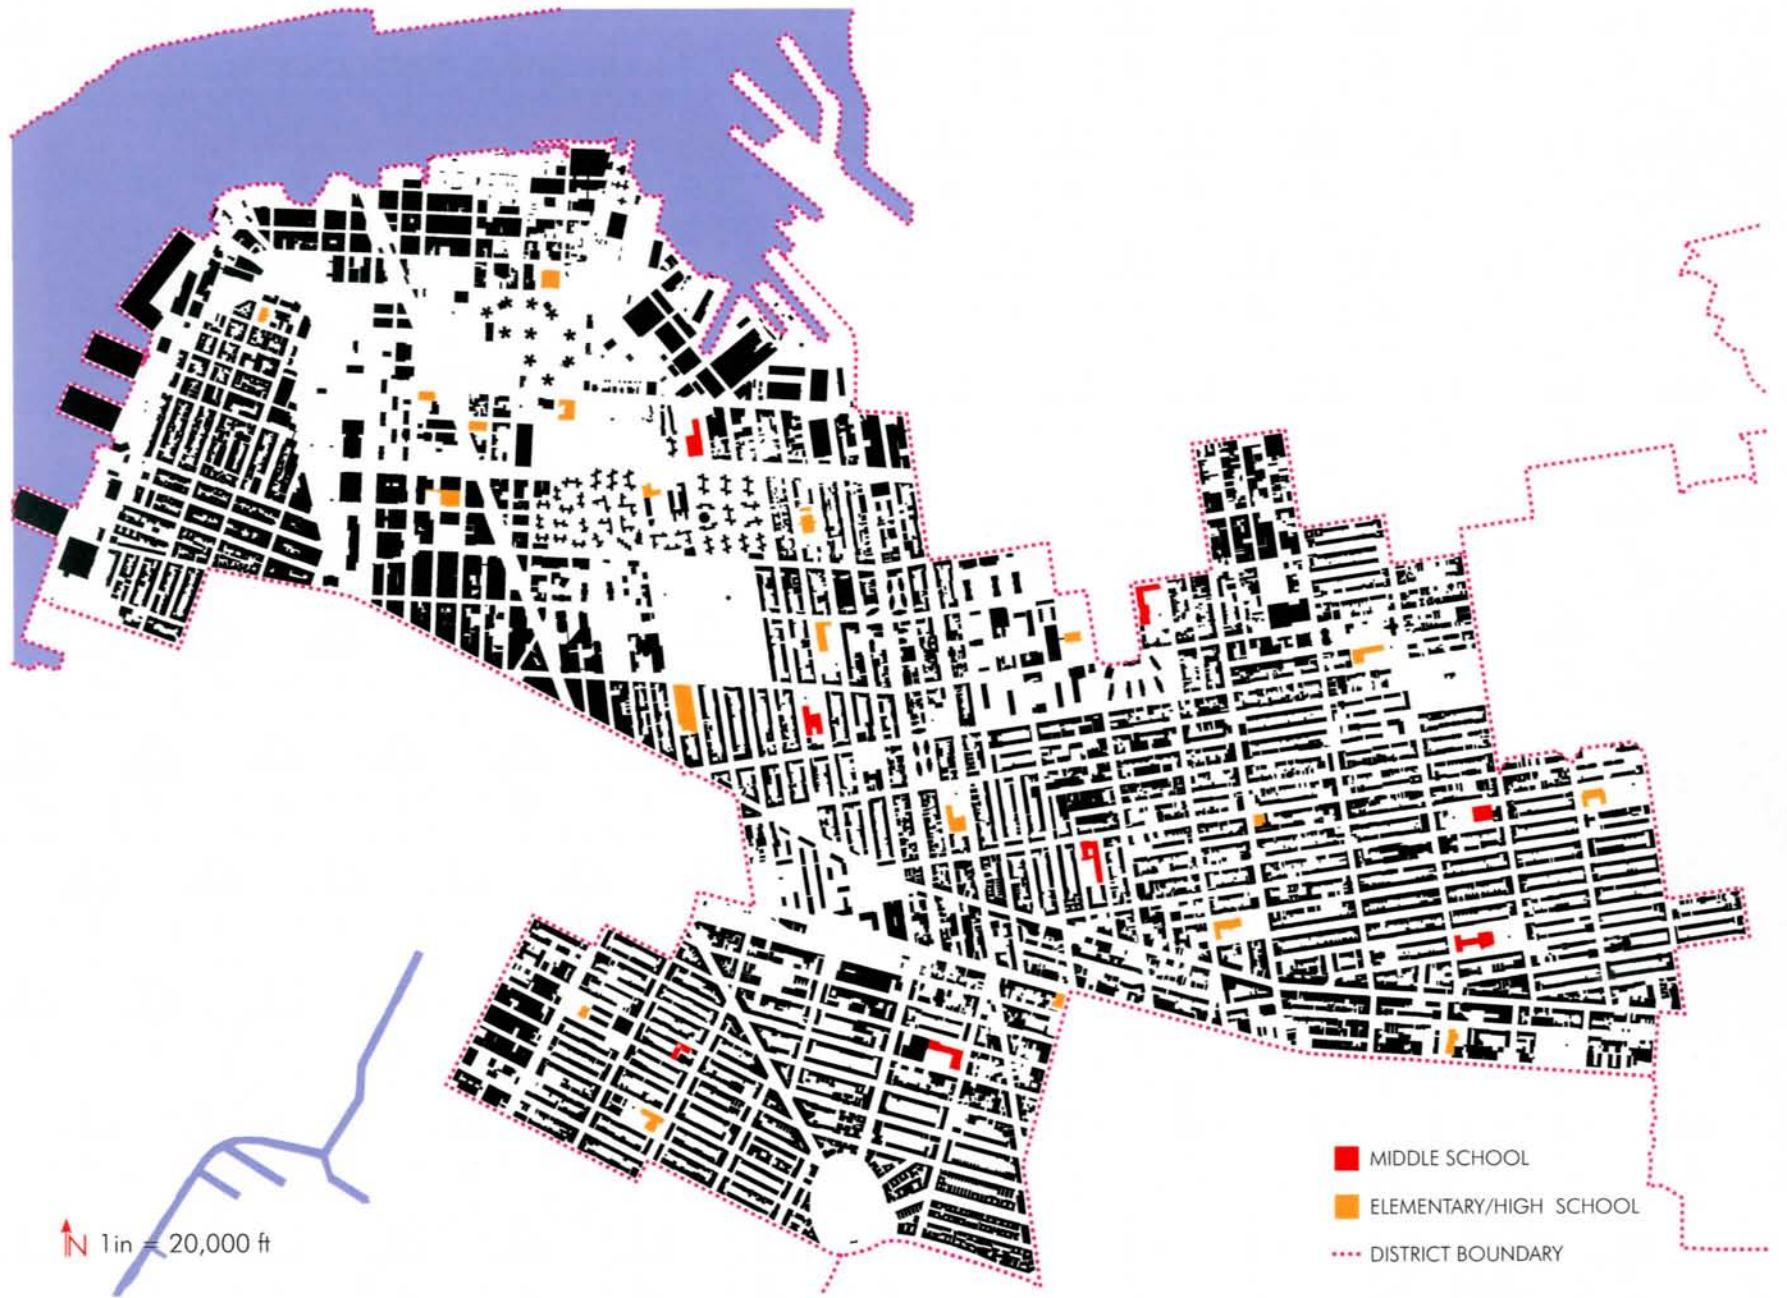 MIDDLE SCHOOL
ELEMENTARY/HIGH SCHOOL
DISTRICT BOUNDARY
N 1in = 20,000 ft